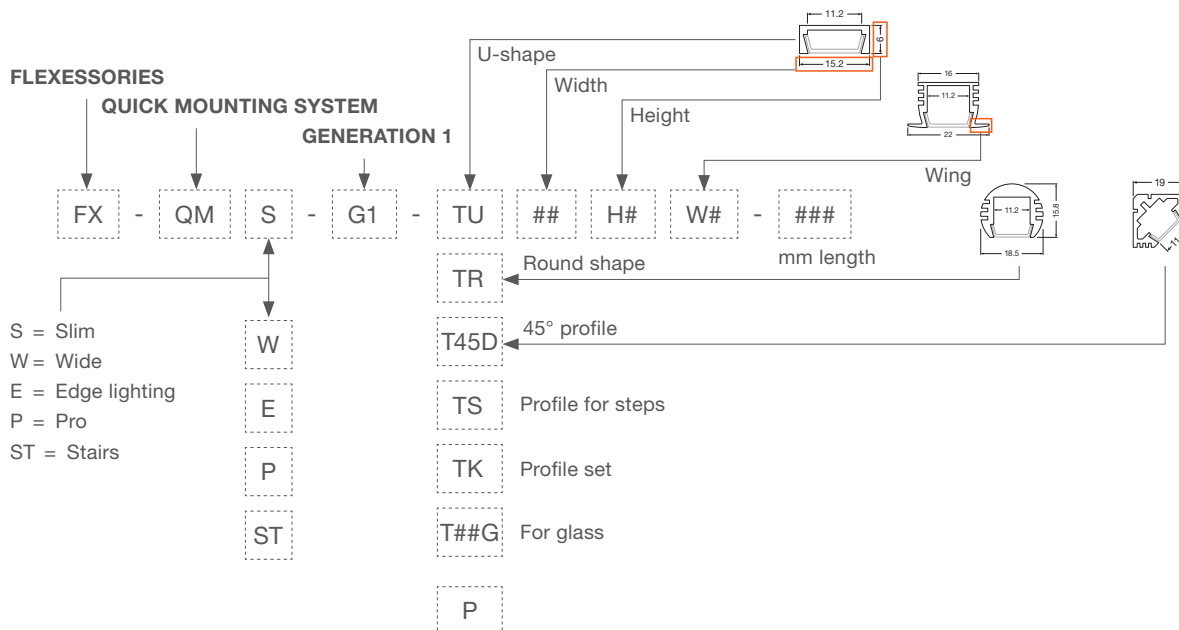 11.2
6
15.2
U-shape
Width
Height
16
11.2
22
Wing
FLEXESSORIES
QUICK MOUNTING SYSTEM
GENERATION 1
FX - QM S - G1 - TU ## H# W# - ###
mm length
11.2
15.8
18.5
19
11
TR Round shape
T45D 45° profile
TS Profile for steps
TK Profile set
T##G For glass
P
S = Slim
W = Wide
E = Edge lighting
P = Pro
ST = Stairs
W
E
P
ST